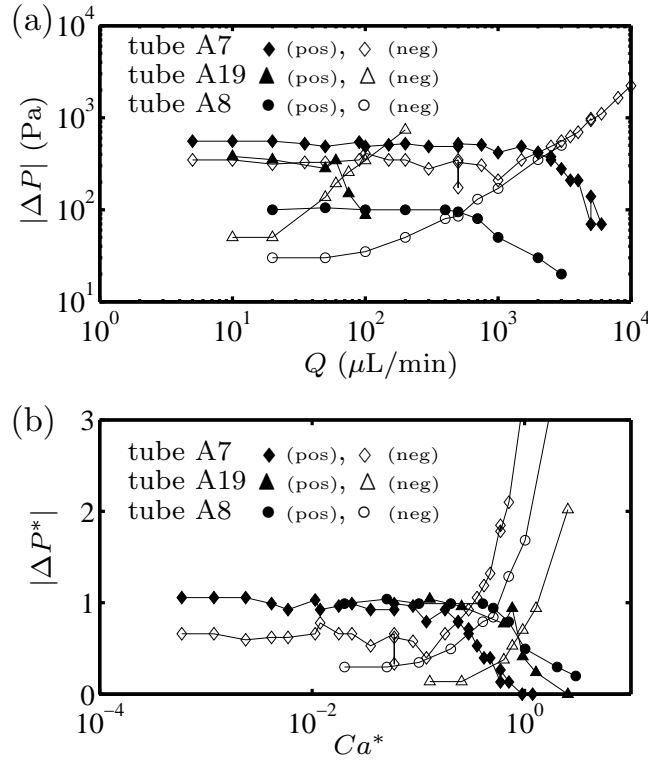 (a)
10^4
tube A7 ♦ (pos), ◇ (neg)
tube A19 ▲ (pos), △ (neg)
tube A8 ● (pos), ○ (neg)
10^3
|ΔP| (Pa)
10^2
10^1
10^0 10^1 10^2 10^3 10^4
Q (μL/min)
(b)
3
tube A7 ♦ (pos), ◇ (neg)
tube A19 ▲ (pos), △ (neg)
tube A8 ● (pos), ○ (neg)
2
|ΔP*|
1
0
10^−4 10^−2 10^0
Ca*